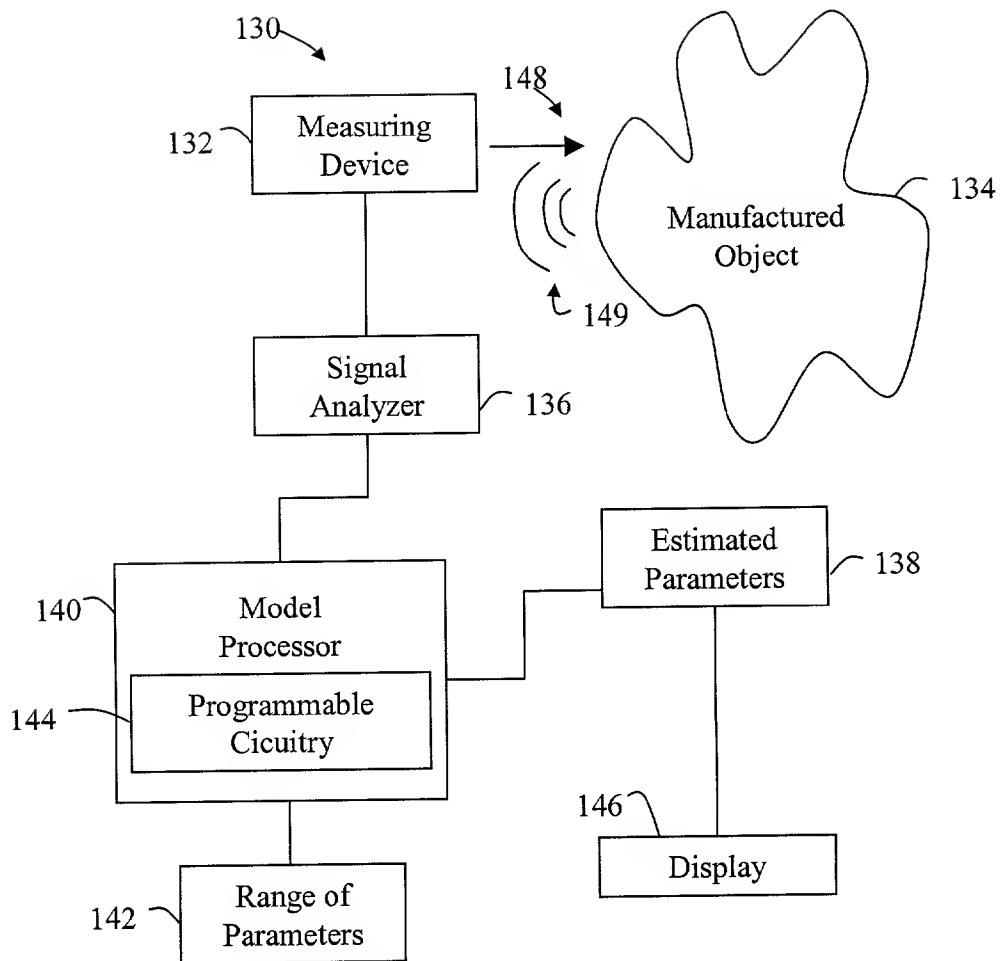 130
148
Measuring
Device
132
134
Manufactured
Object
149
Signal
Analyzer
136
Estimated
Parameters
138
140
Model
Processor
144
Programmable
Cicuitry
146
Display
142
Range of
Parameters